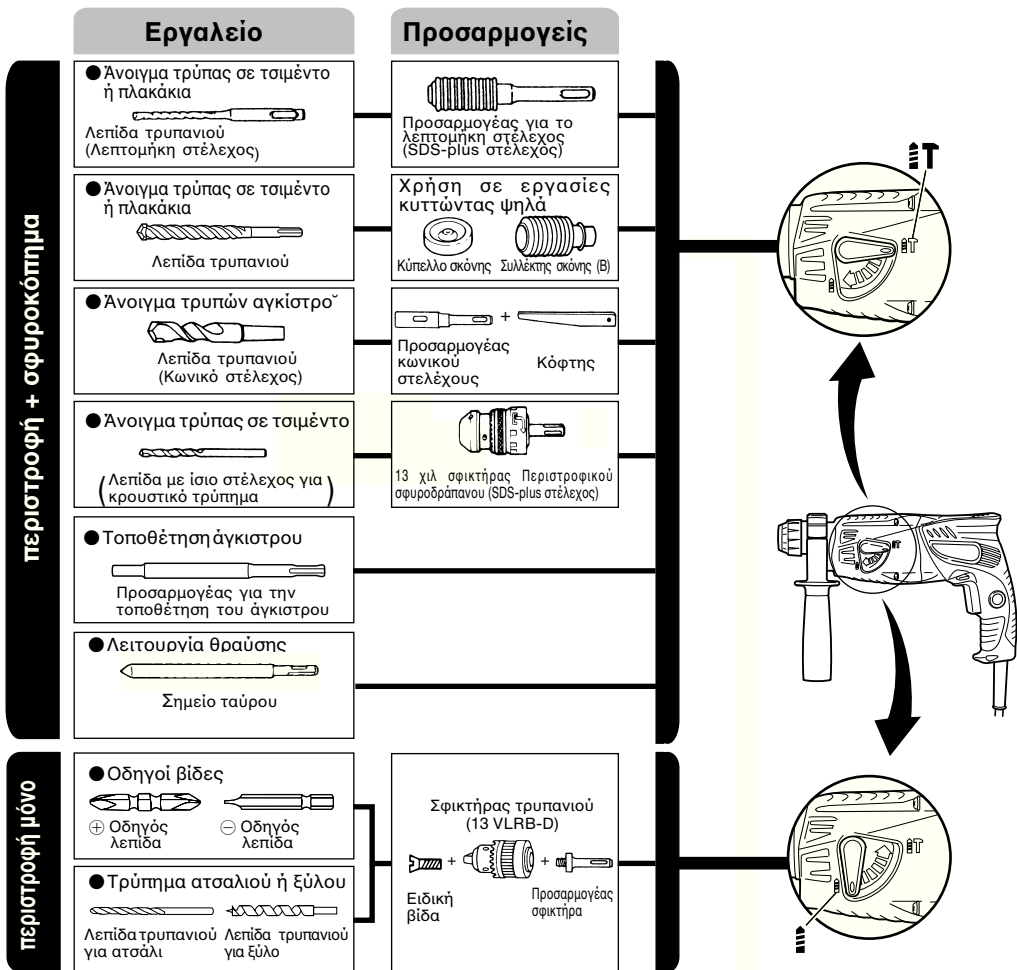 Εργαλείο
Προσαρμογείς
περιστροφή + σφυροκόπημα
● Άνοιγμα τρύπας σε τσιμέντο
ή πλακάκια
Λεπίδα τρυπανιού
(Λεπτομήκη στέλεχος)
Προσαρμογέας για το
λεπτομήκη στέλεχος
(SDS-plus στέλεχος)
● Άνοιγμα τρύπας σε τσιμέντο
ή πλακάκια
Λεπίδα τρυπανιού
Χρήση σε εργασίες
κυττώντας ψηλά
Κύπελλο σκόνης
Συλλέκτης σκόνης (Β)
● Άνοιγμα τρυπών αγκίστρο˘
Λεπίδα τρυπανιού
(Κωνικό στέλεχος)
+
Προσαρμογέας
κωνικού
στελέχους
Κόφτης
● Άνοιγμα τρύπας σε τσιμέντο
(Λεπίδα με ίσιο στέλεχος για
κρουστικό τρύπημα)
13 χιλ σφικτήρας Περιστροφικού
σφυροδράπανου (SDS-plus στέλεχος)
● Τοποθέτηση άγκιστρου
Προσαρμογέας για την
τοποθέτηση του άγκιστρου
● Λειτουργία θραύσης
Σημείο ταύρου
περιστροφή μόνο
● Οδηγοί βίδες
⊕ Οδηγός
λεπίδα
⊖ Οδηγός
λεπίδα
● Τρύπημα ατσαλιού ή ξύλου
Λεπίδα τρυπανιού
για ατσάλι
Λεπίδα τρυπανιού
για ξύλο
Σφικτήρας τρυπανιού
(13 VLRB-D)
+ +
Ειδική
βίδα
Προσαρμογέας
σφικτήρα